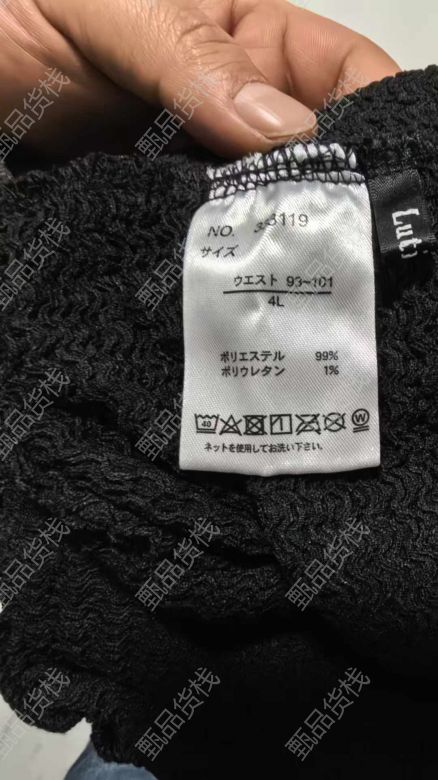 NO. 33119
サイズ
ウエスト 93~101
4L
ポリエステル 99%
ポリウレタン 1%
40
W
ネットを使用してお洗い下さい。
Luti
甄品货栈